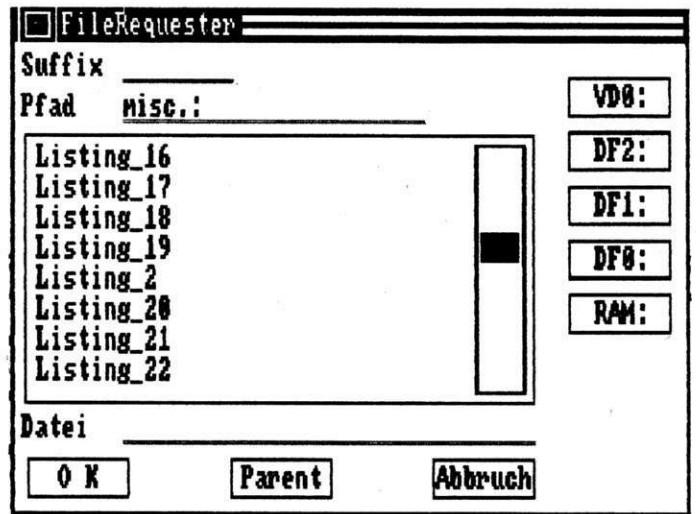 FileRequester
Suffix
Pfad misc.:
Listing_16
Listing_17
Listing_18
Listing_19
Listing_2
Listing_20
Listing_21
Listing_22
VD0:
DF2:
DF1:
DF0:
RAM:
Datei
O K
Parent
Abbruch